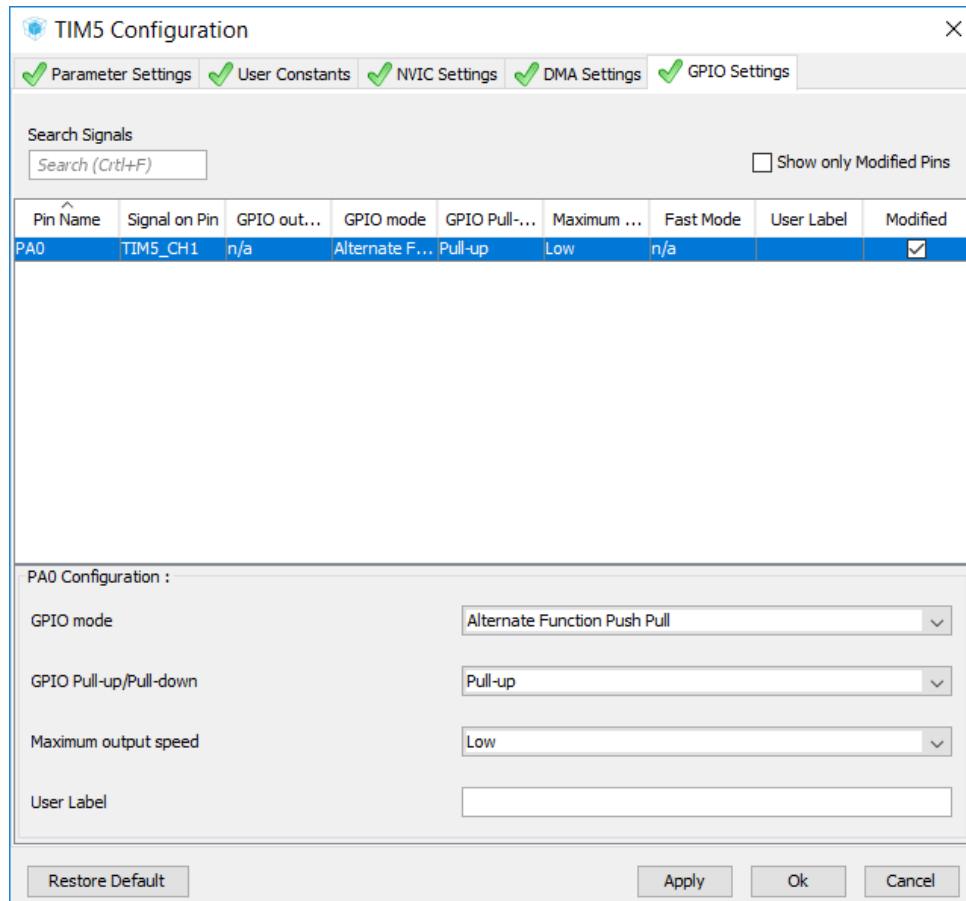 TIM5 Configuration
Parameter Settings User Constants NVIC Settings DMA Settings GPIO Settings
Search Signals
Search (Crtl+F) Show only Modified Pins
Pin Name Signal on Pin GPIO out... GPIO mode GPIO Pull-... Maximum ... Fast Mode User Label Modified
PA0 TIM5_CH1 n/a Alternate F... Pull-up Low n/a
PA0 Configuration :
GPIO mode Alternate Function Push Pull
GPIO Pull-up/Pull-down Pull-up
Maximum output speed Low
User Label
Restore Default Apply Ok Cancel